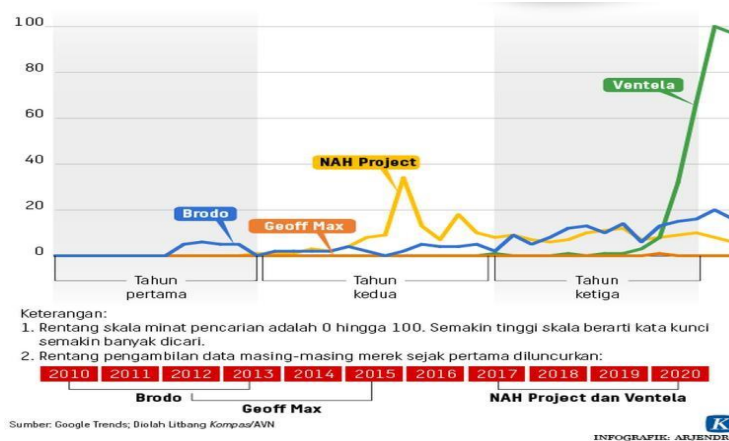 100
80
60
40
20
0
Ventela
NAH Project
Brodo
Geoff Max
Tahun
pertama
Tahun
kedua
Tahun
ketiga
Keterangan:
1. Rentang skala minat pencarian adalah 0 hingga 100. Semakin tinggi skala berarti kata kunci
semakin banyak dicari.
2. Rentang pengambilan data masing-masing merek sejak pertama diluncurkan:
2010 2011 2012 2013 2014 2015 2016 2017 2018 2019 2020
Brodo
Geoff Max
NAH Project dan Ventela
Sumber: Google Trends; Diolah Litbang Kompas/AVN
K
INFOGRAFIK: ARJENDR